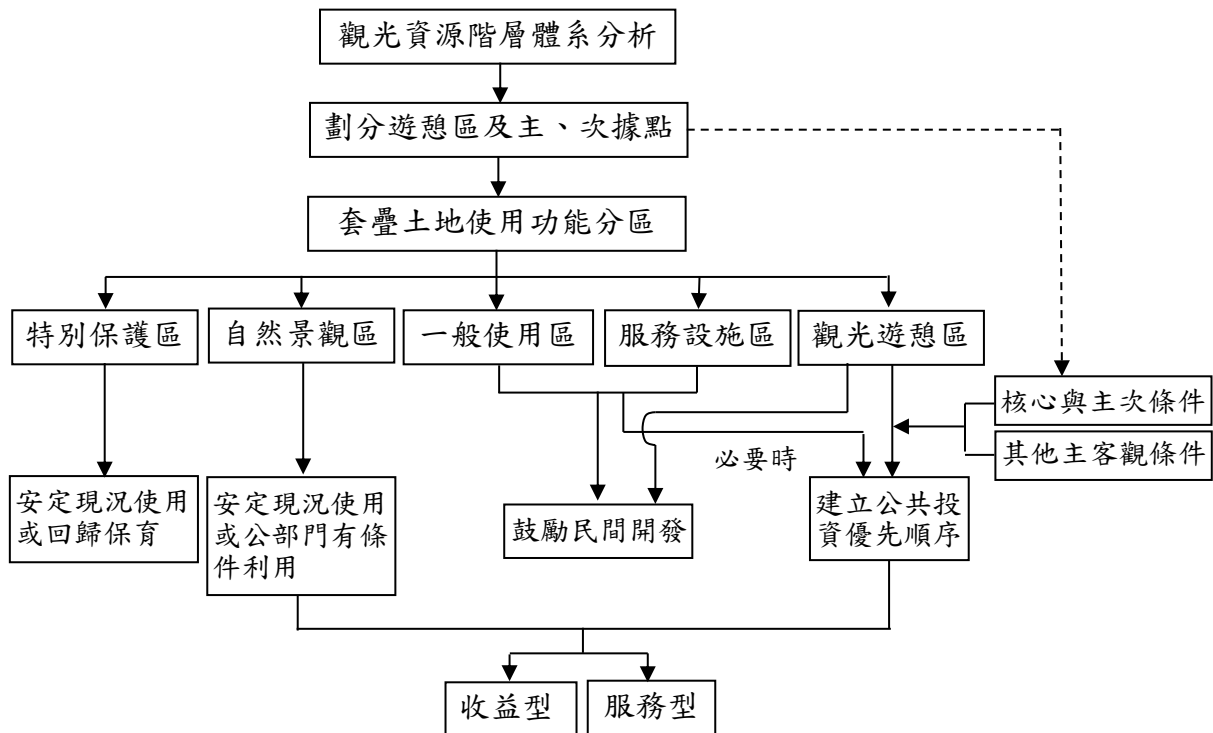 觀光資源階層體系分析
劃分遊憩區及主、次據點
套疊土地使用功能分區
特別保護區
自然景觀區
一般使用區
服務設施區
觀光遊憩區
核心與主次條件
其他主客觀條件
必要時
安定現況使用
或回歸保育
安定現況使用
或公部門有條
件利用
鼓勵民間開發
建立公共投
資優先順序
收益型
服務型